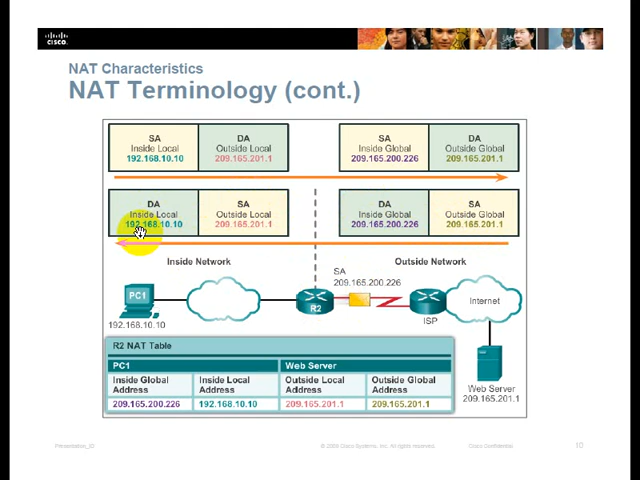 CISCO
NAT Characteristics
NAT Terminology (cont.)
SA
Inside Local
192.168.10.10
DA
Outside Local
209.165.201.1
SA
Inside Global
209.165.200.226
DA
Outside Global
209.165.201.1
DA
Inside Local
192.168.10.10
SA
Outside Local
209.165.201.1
DA
Inside Global
209.165.200.226
SA
Outside Global
209.165.201.1
Inside Network
Outside Network
SA
209.165.200.226
PC1
R2
ISP
Internet
192.168.10.10
Web Server
209.165.201.1
R2 NAT Table
PC1
Web Server
Inside Global Address
Inside Local Address
Outside Local Address
Outside Global Address
209.165.200.226
192.168.10.10
209.165.201.1
209.165.201.1
Presentation_ID
© 2008 Cisco Systems, Inc. All rights reserved.
Cisco Confidential
10